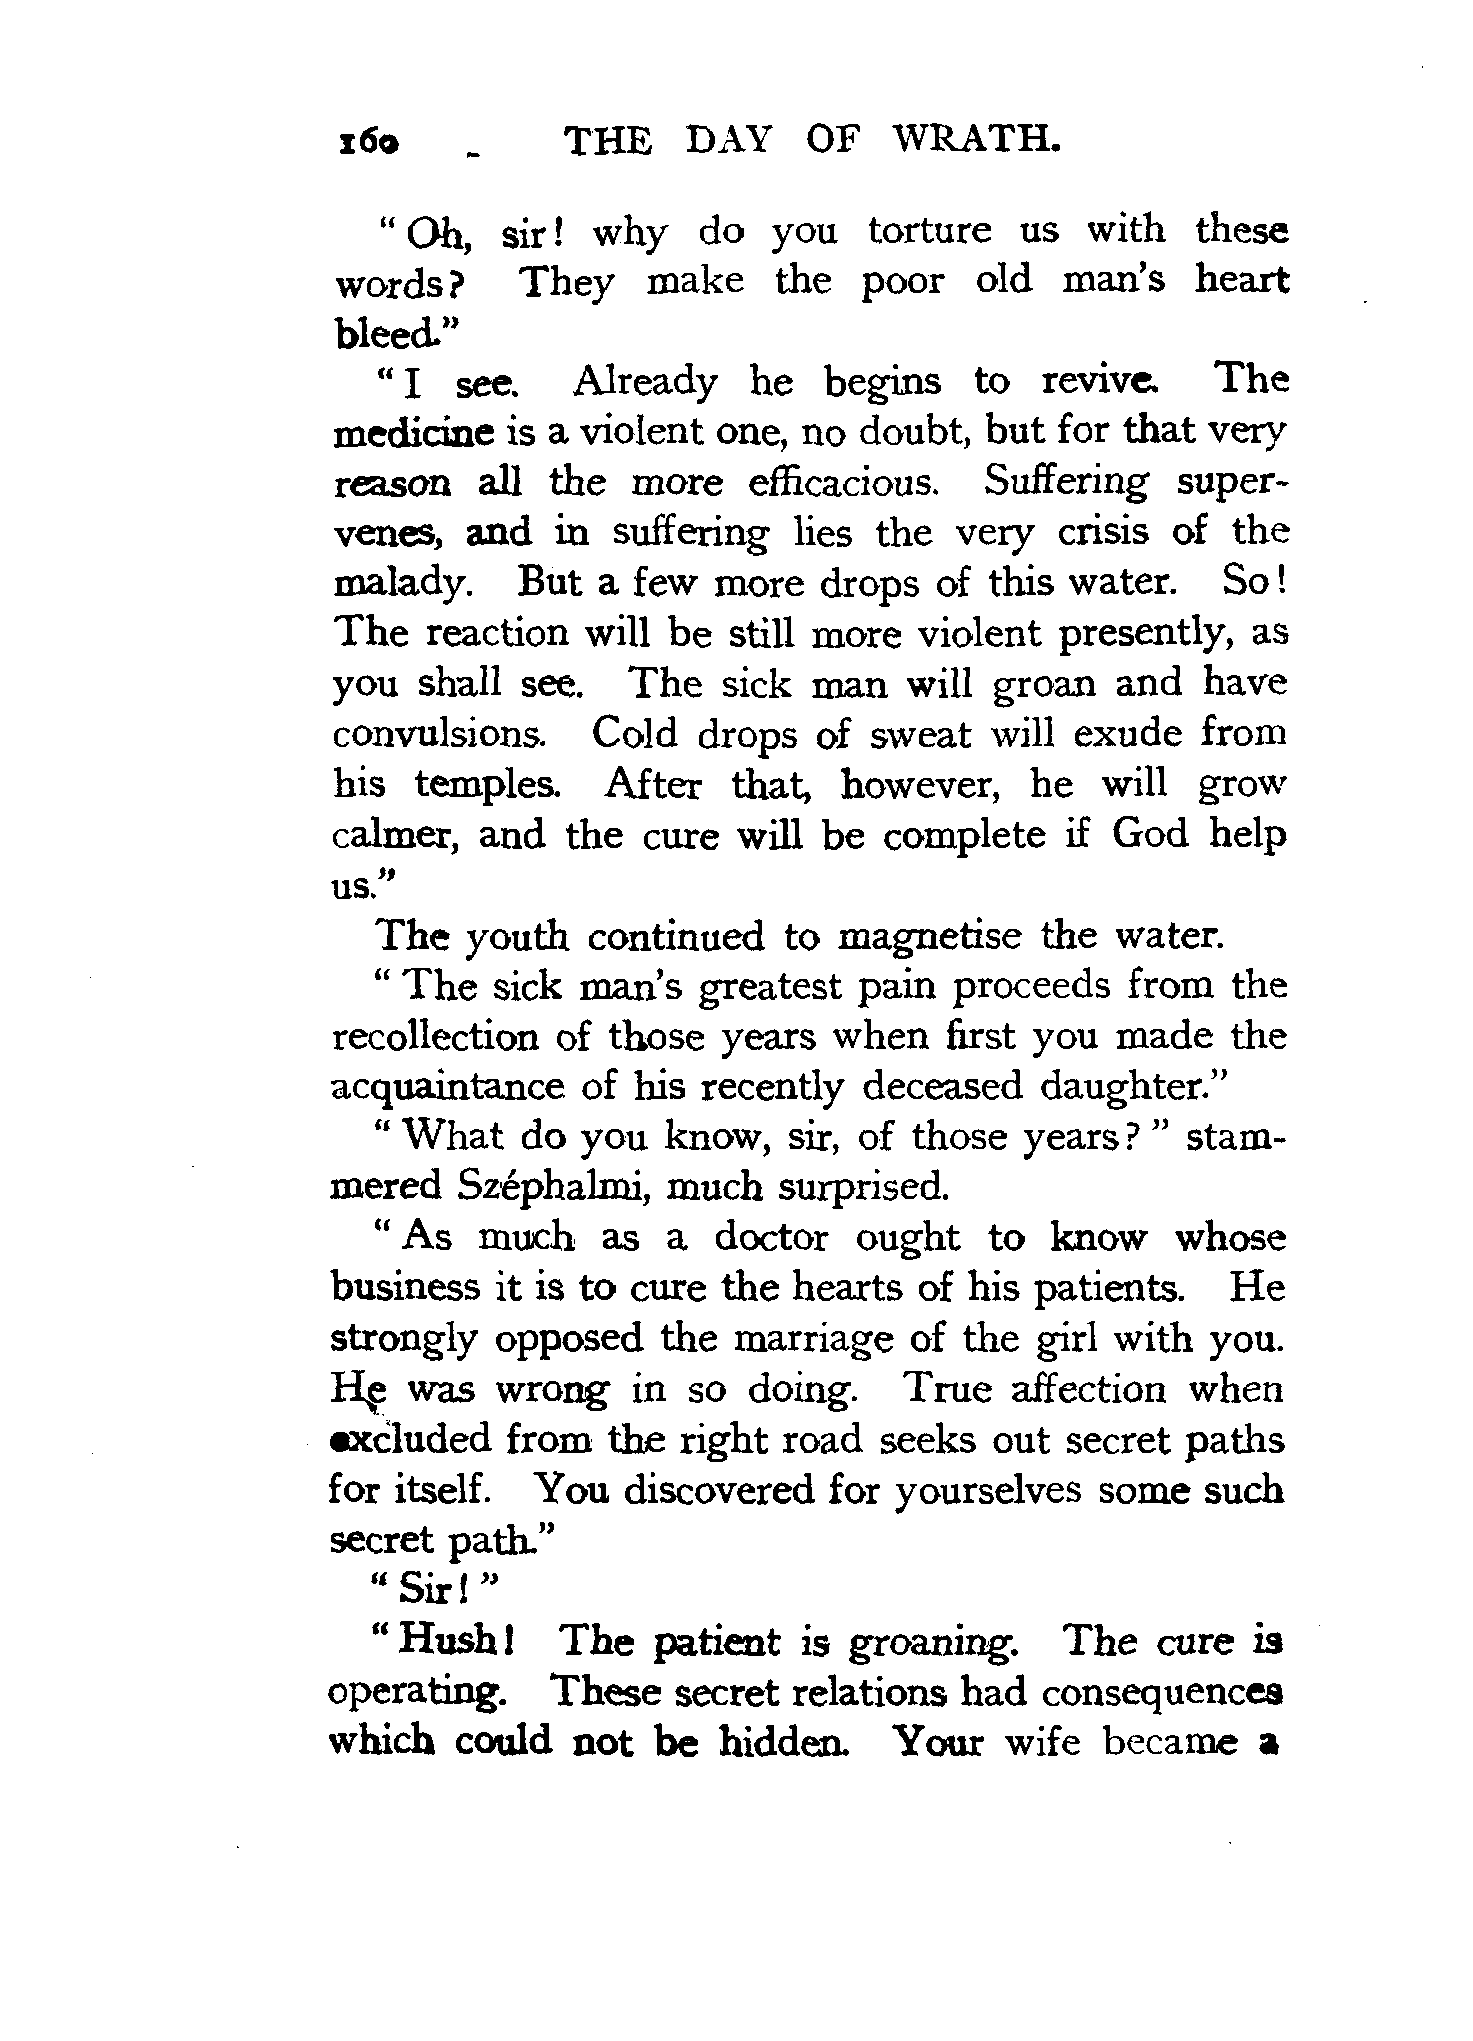 160 THE DAY OF WRATH.
"Oh, sir! why do you torture us with these
words? They make the poor old man's heart
bleed."
"I see. Already he begins to revive. The
medicine is a violent one, no doubt, but for that very
reason all the more efficacious. Suffering super-
venes, and in suffering lies the very crisis of the
malady. But a few more drops of this water. So!
The reaction will be still more violent presently, as
you shall see. The sick man will groan and have
convulsions. Cold drops of sweat will exude from
his temples. After that, however, he will grow
calmer, and the cure will be complete if God help
us."
The youth continued to magnetise the water.
"The sick man's greatest pain proceeds from the
recollection of those years when first you made the
acquaintance of his recently deceased daughter."
"What do you know, sir, of those years?" stam-
mered Széphalmi, much surprised.
"As much as a doctor ought to know whose
business it is to cure the hearts of his patients. He
strongly opposed the marriage of the girl with you.
He was wrong in so doing. True affection when
excluded from the right road seeks out secret paths
for itself. You discovered for yourselves some such
secret path."
"Sir!"
"Hush! The patient is groaning. The cure is
operating. These secret relations had consequences
which could not be hidden. Your wife became a